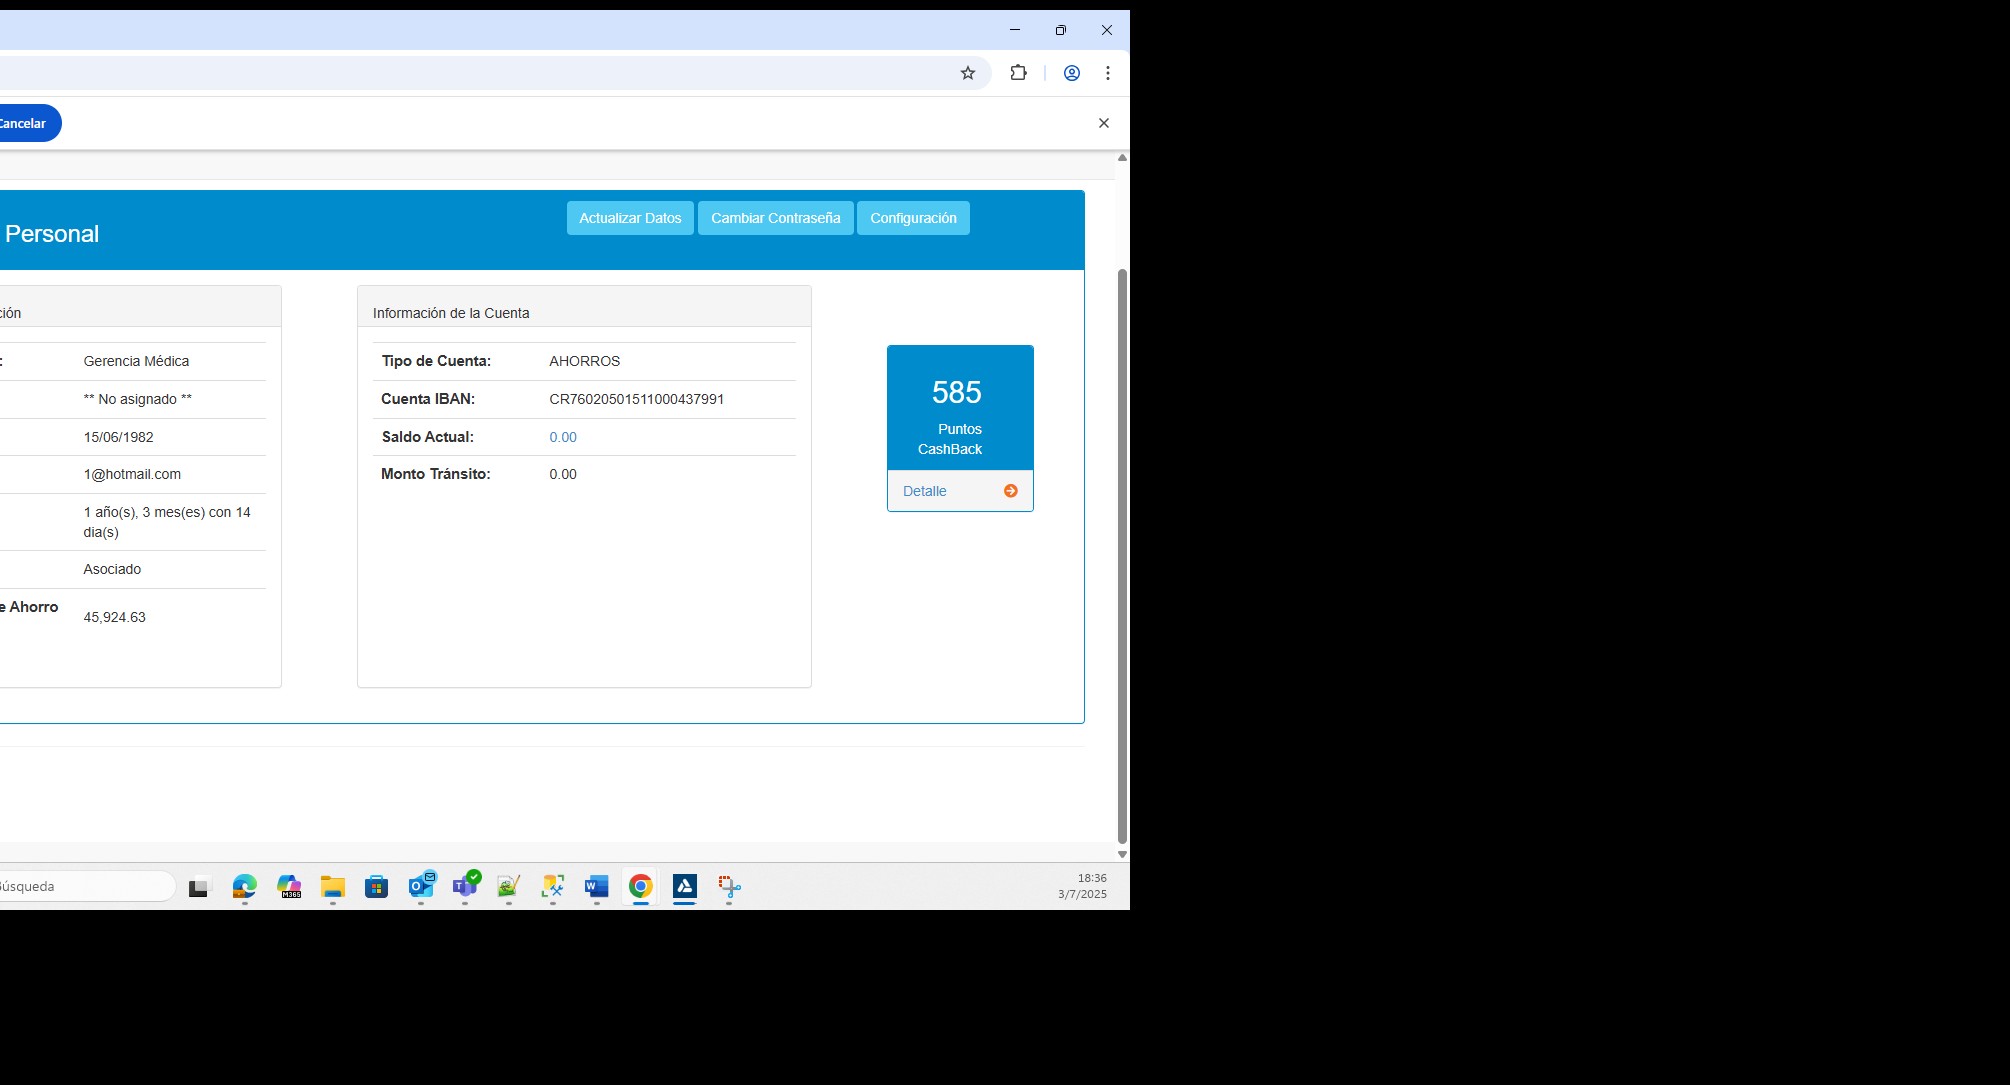 Cancelar
Personal
Actualizar Datos
Cambiar Contraseña
Configuración
ción
: Gerencia Médica
** No asignado **
15/06/1982
1@hotmail.com
1 año(s), 3 mes(es) con 14
dia(s)
Asociado
e Ahorro
45,924.63
Información de la Cuenta
Tipo de Cuenta: AHORROS
Cuenta IBAN: CR76020501511000437991
Saldo Actual: 0.00
Monto Tránsito: 0.00
585
Puntos
CashBack
Detalle
Búsqueda
M365
18:36
3/7/2025